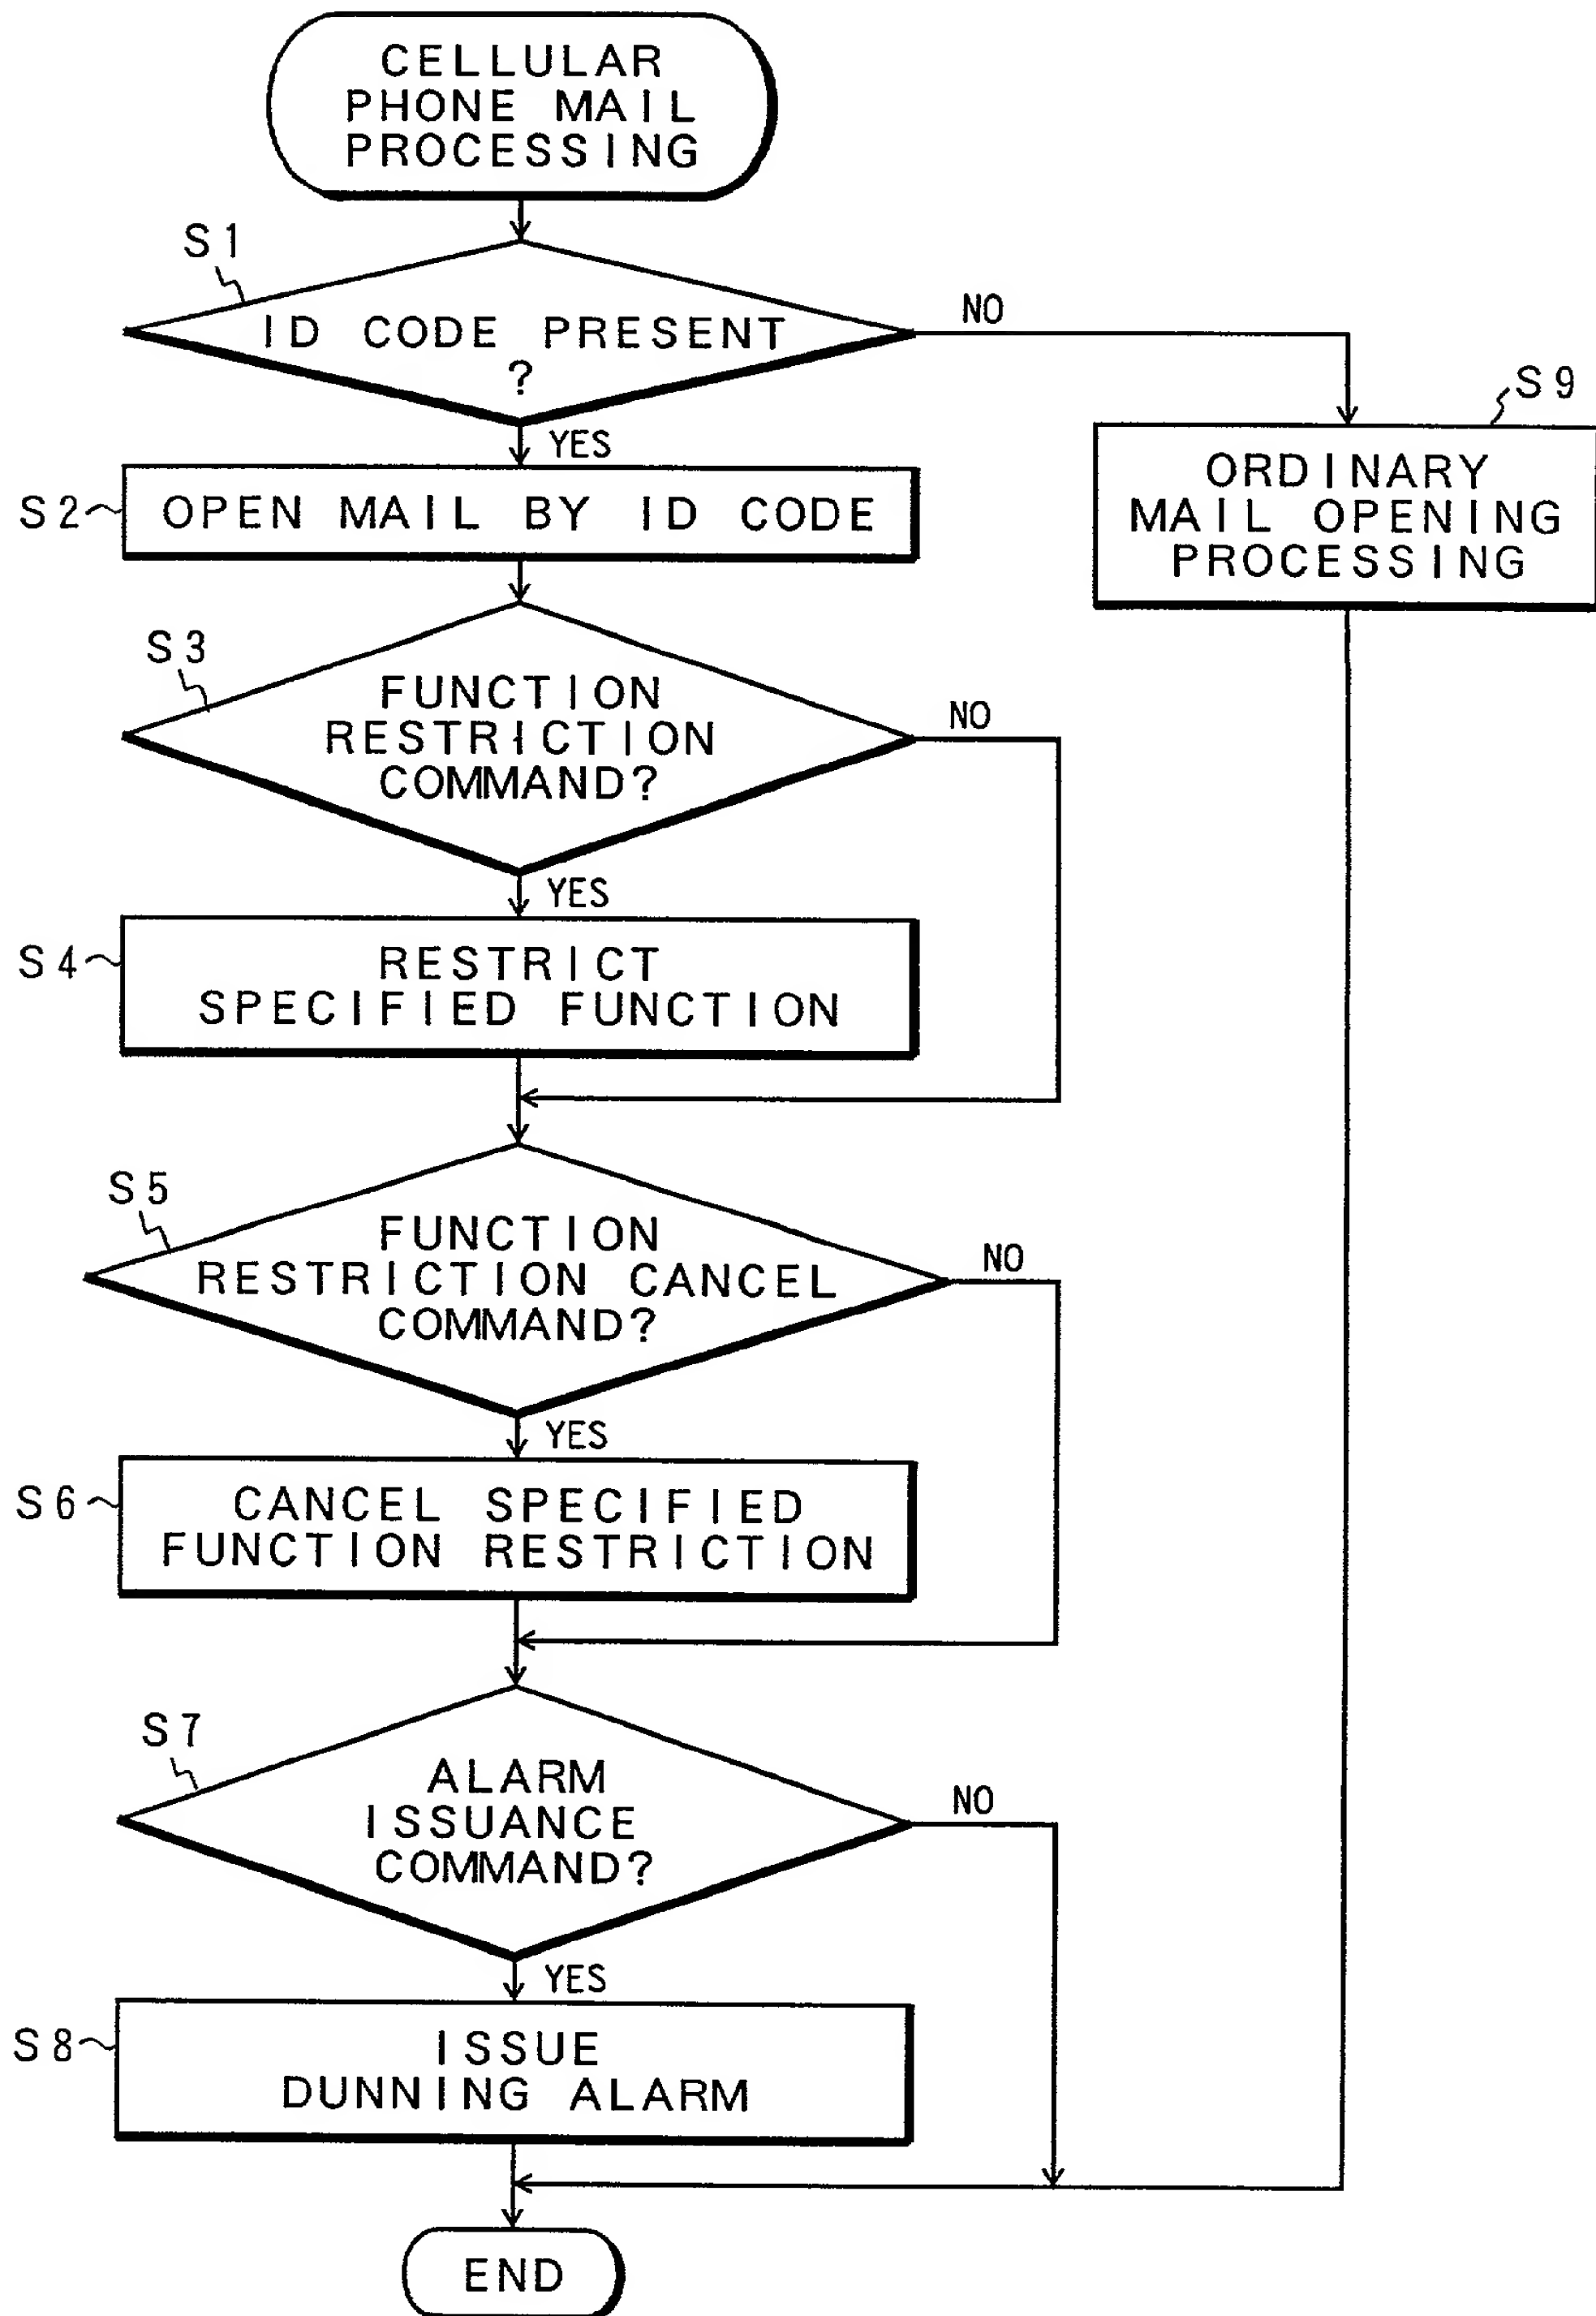 CELLULAR
PHONE MAIL
PROCESSING
S1
ID CODE PRESENT
?
NO
YES
S9
ORDINARY
MAIL OPENING
PROCESSING
S2
OPEN MAIL BY ID CODE
S3
FUNCTION
RESTRICTION
COMMAND?
NO
YES
S4
RESTRICT
SPECIFIED FUNCTION
S5
FUNCTION
RESTRICTION CANCEL
COMMAND?
NO
YES
S6
CANCEL SPECIFIED
FUNCTION RESTRICTION
S7
ALARM
ISSUANCE
COMMAND?
NO
YES
S8
ISSUE
DUNNING ALARM
END